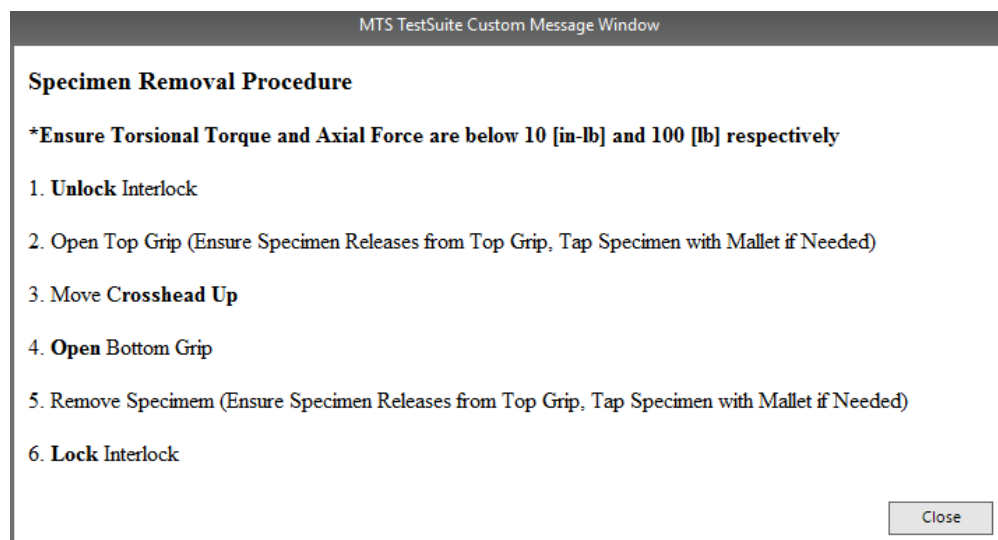 MTS TestSuite Custom Message Window
Specimen Removal Procedure
*Ensure Torsional Torque and Axial Force are below 10 [in-lb] and 100 [lb] respectively
1. Unlock Interlock
2. Open Top Grip (Ensure Specimen Releases from Top Grip, Tap Specimen with Mallet if Needed)
3. Move Crosshead Up
4. Open Bottom Grip
5. Remove Specimem (Ensure Specimen Releases from Top Grip, Tap Specimen with Mallet if Needed)
6. Lock Interlock
Close